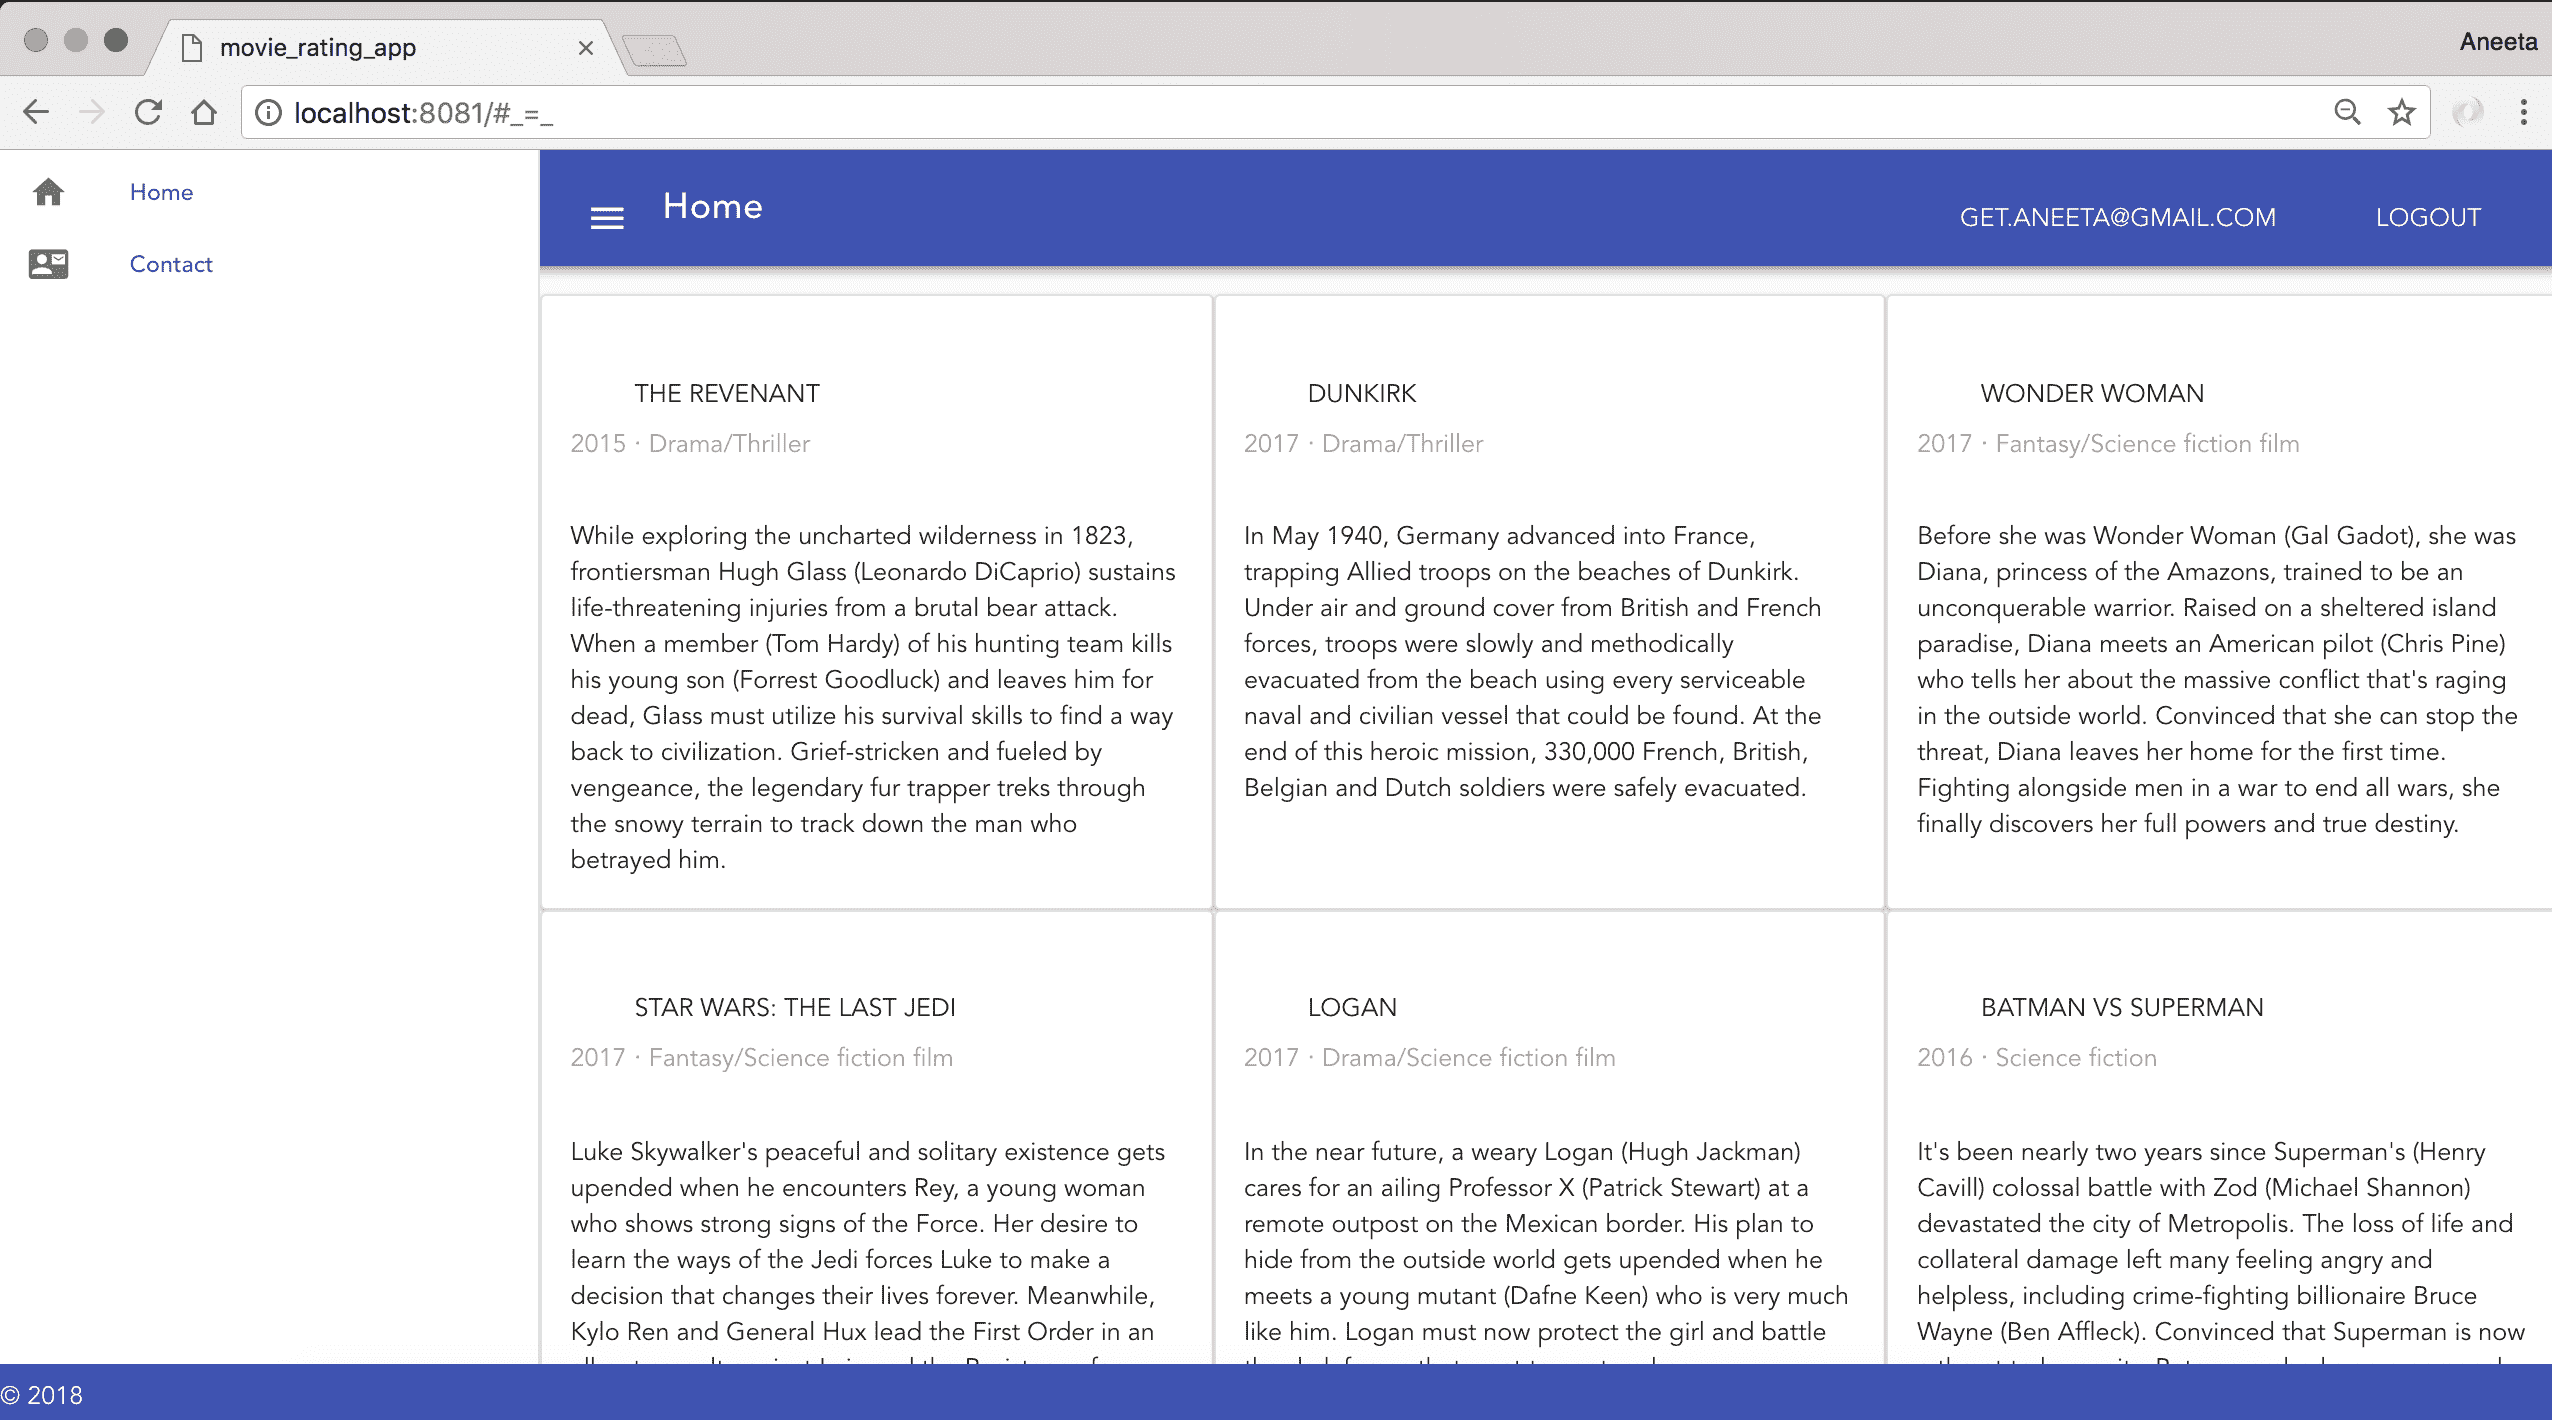 movie_rating_app
Aneeta
localhost:8081/#_=_
Home
Contact
Home
GET.ANEETA@GMAIL.COM
LOGOUT
THE REVENANT
2015 · Drama/Thriller
While exploring the uncharted wilderness in 1823,
frontiersman Hugh Glass (Leonardo DiCaprio) sustains
life-threatening injuries from a brutal bear attack.
When a member (Tom Hardy) of his hunting team kills
his young son (Forrest Goodluck) and leaves him for
dead, Glass must utilize his survival skills to find a way
back to civilization. Grief-stricken and fueled by
vengeance, the legendary fur trapper treks through
the snowy terrain to track down the man who
betrayed him.
DUNKIRK
2017 · Drama/Thriller
In May 1940, Germany advanced into France,
trapping Allied troops on the beaches of Dunkirk.
Under air and ground cover from British and French
forces, troops were slowly and methodically
evacuated from the beach using every serviceable
naval and civilian vessel that could be found. At the
end of this heroic mission, 330,000 French, British,
Belgian and Dutch soldiers were safely evacuated.
WONDER WOMAN
2017 · Fantasy/Science fiction film
Before she was Wonder Woman (Gal Gadot), she was
Diana, princess of the Amazons, trained to be an
unconquerable warrior. Raised on a sheltered island
paradise, Diana meets an American pilot (Chris Pine)
who tells her about the massive conflict that's raging
in the outside world. Convinced that she can stop the
threat, Diana leaves her home for the first time.
Fighting alongside men in a war to end all wars, she
finally discovers her full powers and true destiny.
STAR WARS: THE LAST JEDI
2017 · Fantasy/Science fiction film
Luke Skywalker's peaceful and solitary existence gets
upended when he encounters Rey, a young woman
who shows strong signs of the Force. Her desire to
learn the ways of the Jedi forces Luke to make a
decision that changes their lives forever. Meanwhile,
Kylo Ren and General Hux lead the First Order in an
LOGAN
2017 · Drama/Science fiction film
In the near future, a weary Logan (Hugh Jackman)
cares for an ailing Professor X (Patrick Stewart) at a
remote outpost on the Mexican border. His plan to
hide from the outside world gets upended when he
meets a young mutant (Dafne Keen) who is very much
like him. Logan must now protect the girl and battle
BATMAN VS SUPERMAN
2016 · Science fiction
It's been nearly two years since Superman's (Henry
Cavill) colossal battle with Zod (Michael Shannon)
devastated the city of Metropolis. The loss of life and
collateral damage left many feeling angry and
helpless, including crime-fighting billionaire Bruce
Wayne (Ben Affleck). Convinced that Superman is now
© 2018